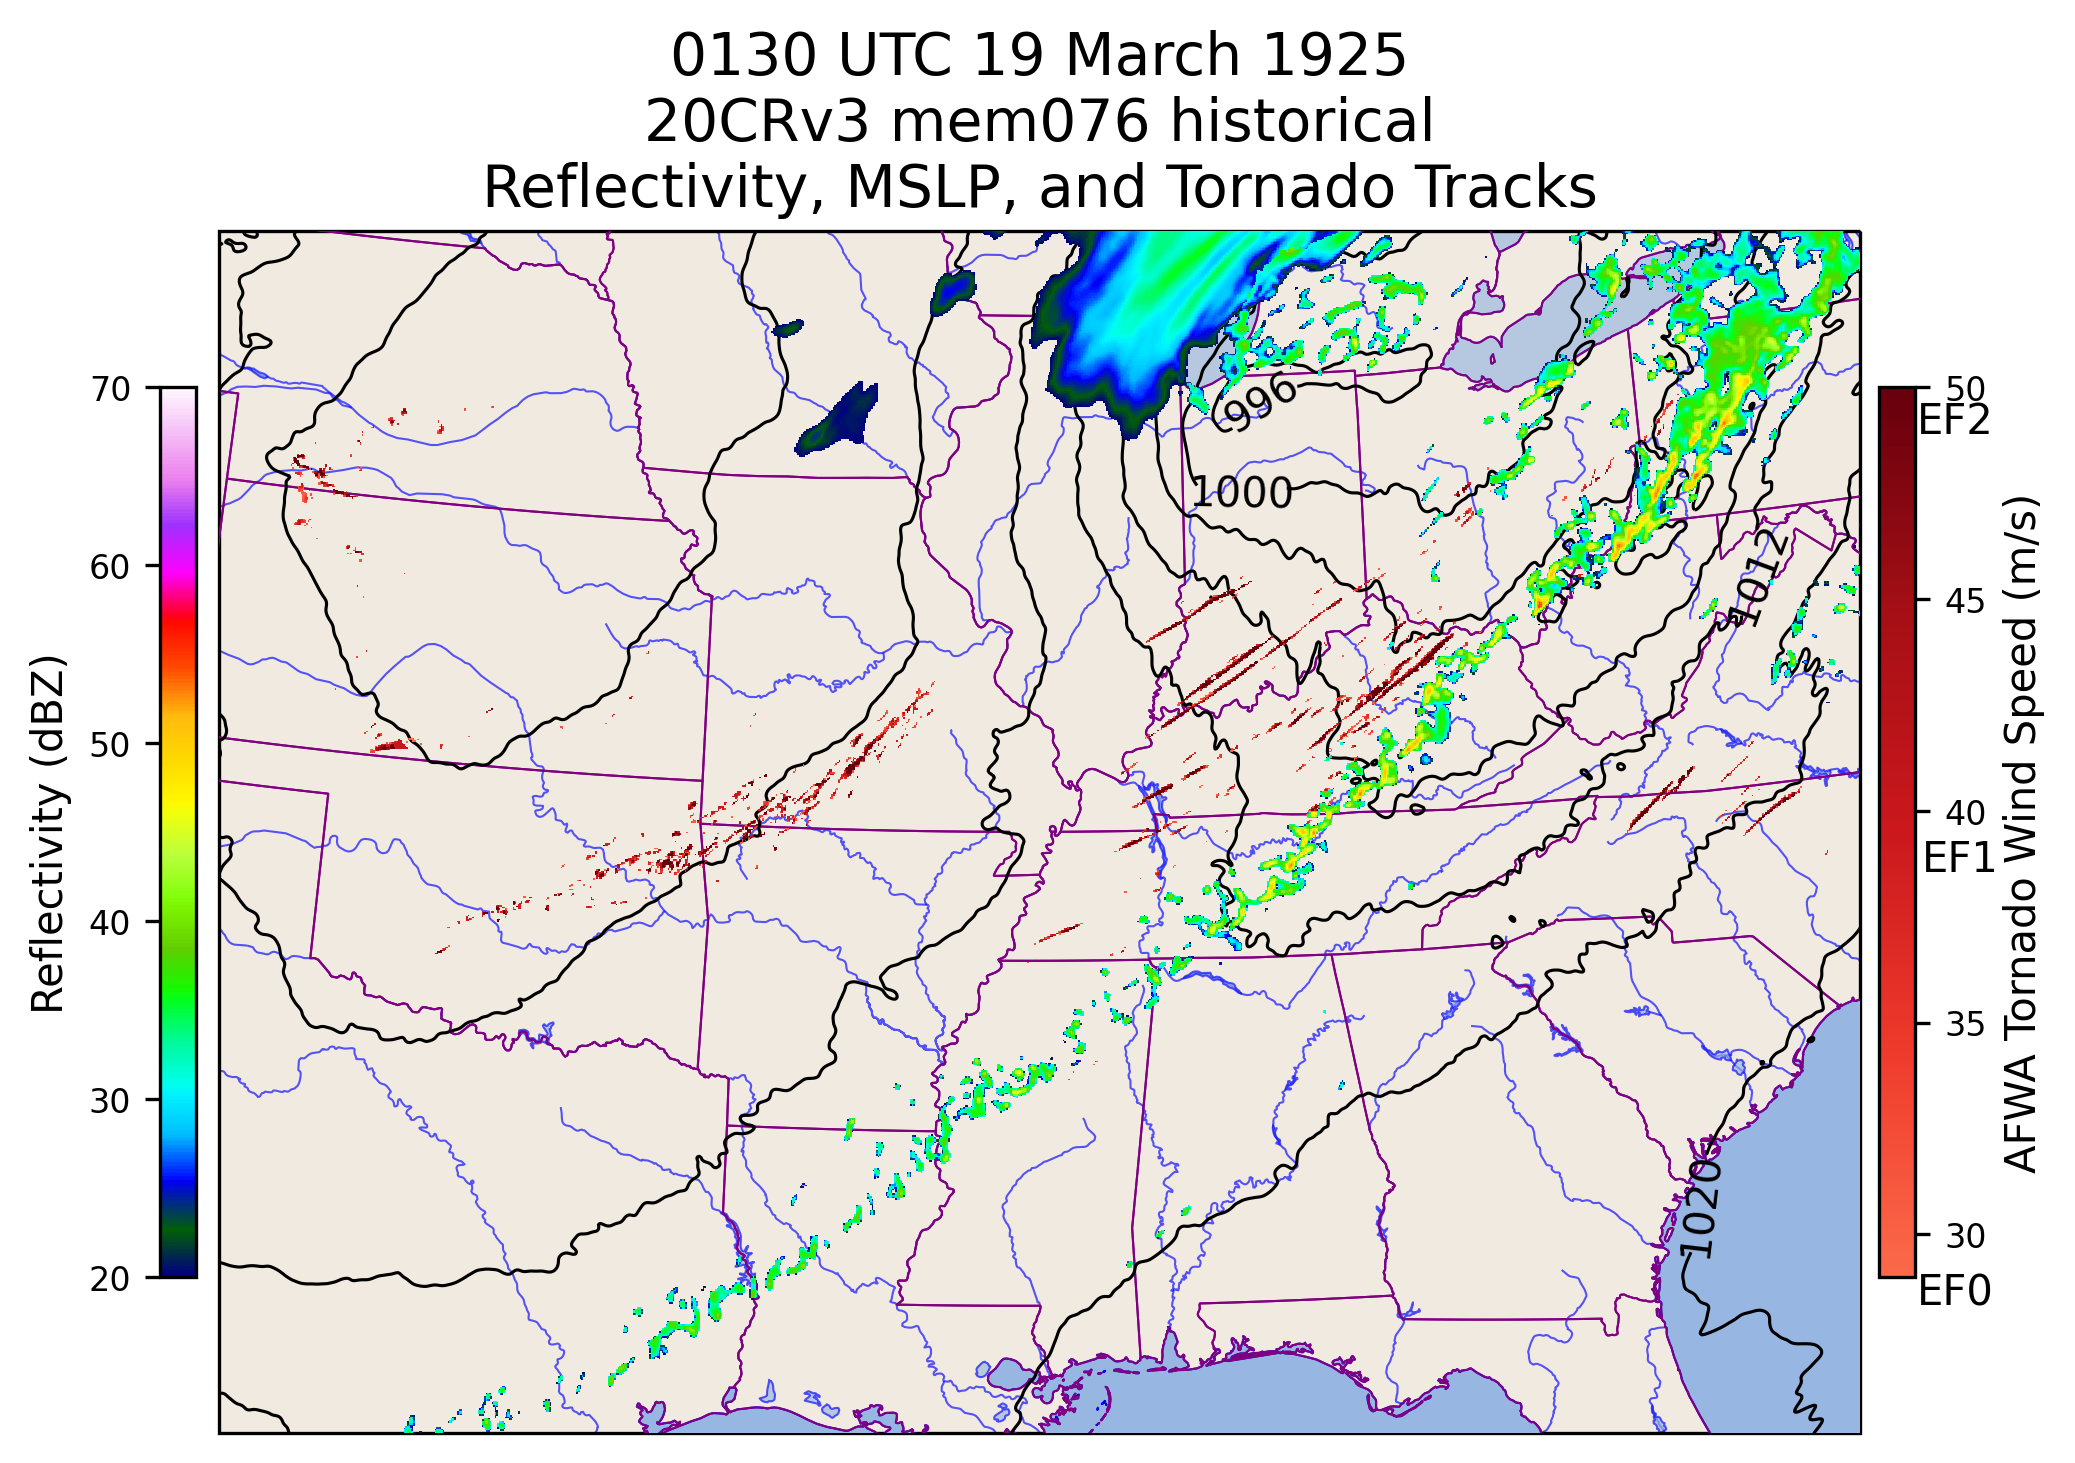 0130 UTC 19 March 1925
20CRv3 mem076 historical
Reflectivity, MSLP, and Tornado Tracks
70
60
50
40
30
20
Reflectivity (dBZ)
996
1000
1012
1020
50
EF2
45
40
EF1
35
30
EF0
AFWA Tornado Wind Speed (m/s)